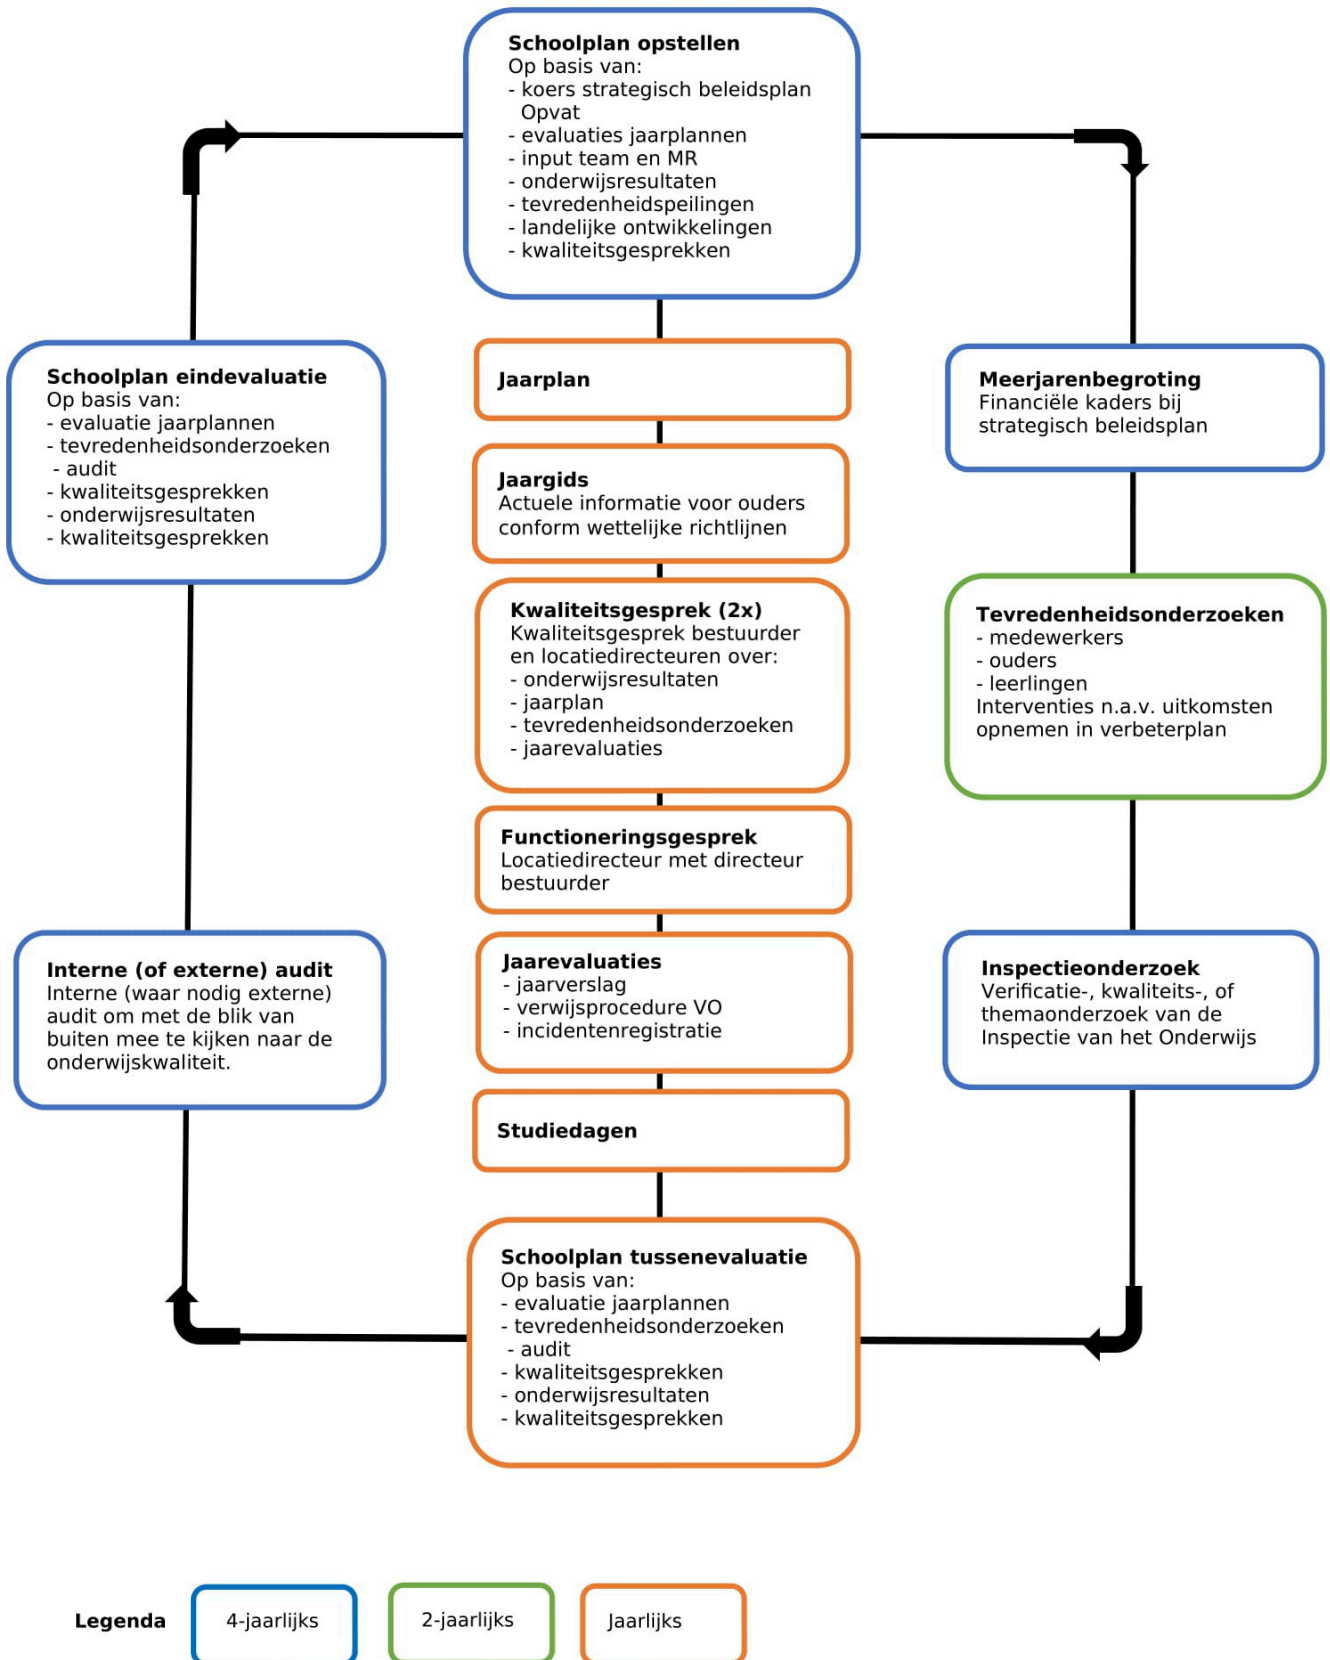 Schoolplan opstellen
Op basis van:
- koers strategisch beleidsplan
Opvat
- evaluaties jaarplannen
- input team en MR
- onderwijsresultaten
- tevredenheidspeilingen
- landelijke ontwikkelingen
- kwaliteitsgesprekken
Schoolplan eindevaluatie
Op basis van:
- evaluatie jaarplannen
- tevredenheidsonderzoeken
- audit
- kwaliteitsgesprekken
- onderwijsresultaten
- kwaliteitsgesprekken
Jaarplan
Meerjarenbegroting
Financiële kaders bij
strategisch beleidsplan
Jaargids
Actuele informatie voor ouders
conform wettelijke richtlijnen
Kwaliteitsgesprek (2x)
Kwaliteitsgesprek bestuurder
en locatiedirecteuren over:
- onderwijsresultaten
- jaarplan
- tevredenheidsonderzoeken
- jaarevaluaties
Tevredenheidsonderzoeken
- medewerkers
- ouders
- leerlingen
Interventies n.a.v. uitkomsten
opnemen in verbeterplan
Functioneringsgesprek
Locatiedirecteur met directeur
bestuurder
Interne (of externe) audit
Interne (waar nodig externe)
audit om met de blik van
buiten mee te kijken naar de
onderwijskwaliteit.
Jaarevaluaties
- jaarverslag
- verwijsprocedure VO
- incidentenregistratie
Inspectieonderzoek
Verificatie-, kwaliteits-, of
themaonderzoek van de
Inspectie van het Onderwijs
Studiedagen
Schoolplan tussenevaluatie
Op basis van:
- evaluatie jaarplannen
- tevredenheidsonderzoeken
- audit
- kwaliteitsgesprekken
- onderwijsresultaten
- kwaliteitsgesprekken
Legenda
4-jaarlijks
2-jaarlijks
Jaarlijks